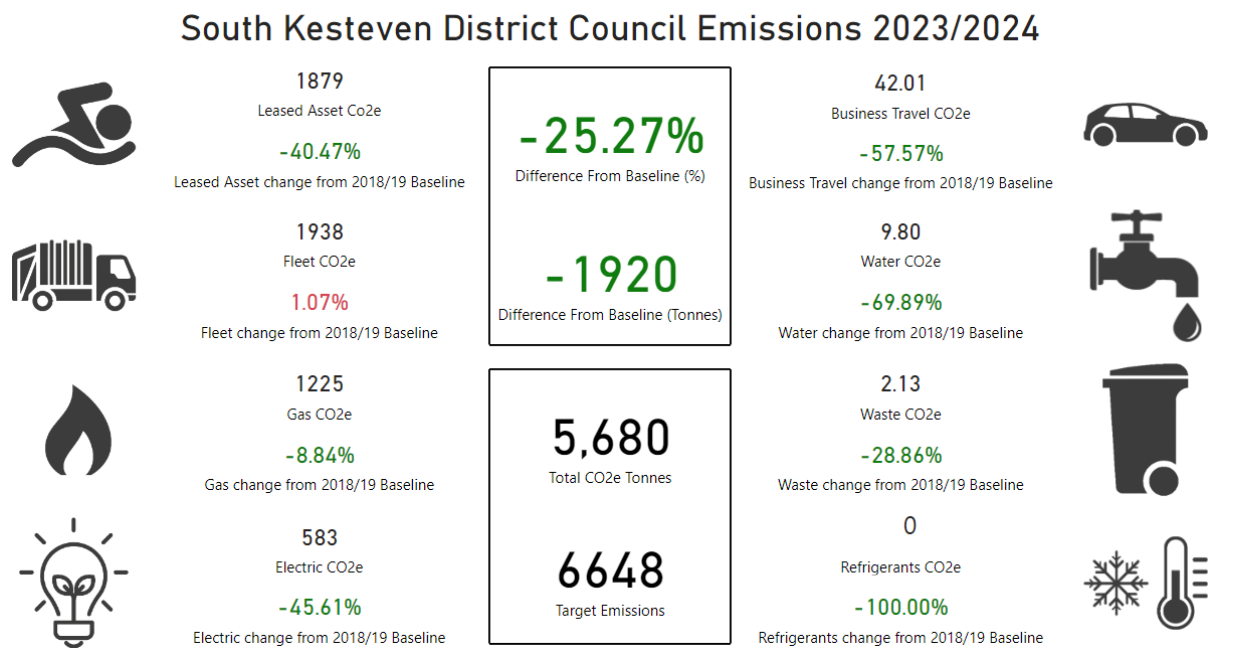 South Kesteven District Council Emissions 2023/2024
1879
Leased Asset Co2e
-40.47%
Leased Asset change from 2018/19 Baseline
1938
Fleet CO2e
1.07%
Fleet change from 2018/19 Baseline
1225
Gas CO2e
-8.84%
Gas change from 2018/19 Baseline
583
Electric CO2e
-45.61%
Electric change from 2018/19 Baseline
-25.27%
Difference From Baseline (%)
-1920
Difference From Baseline (Tonnes)
5,680
Total CO2e Tonnes
6648
Target Emissions
42.01
Business Travel CO2e
-57.57%
Business Travel change from 2018/19 Baseline
9.80
Water CO2e
-69.89%
Water change from 2018/19 Baseline
2.13
Waste CO2e
-28.86%
Waste change from 2018/19 Baseline
0
Refrigerants CO2e
-100.00%
Refrigerants change from 2018/19 Baseline